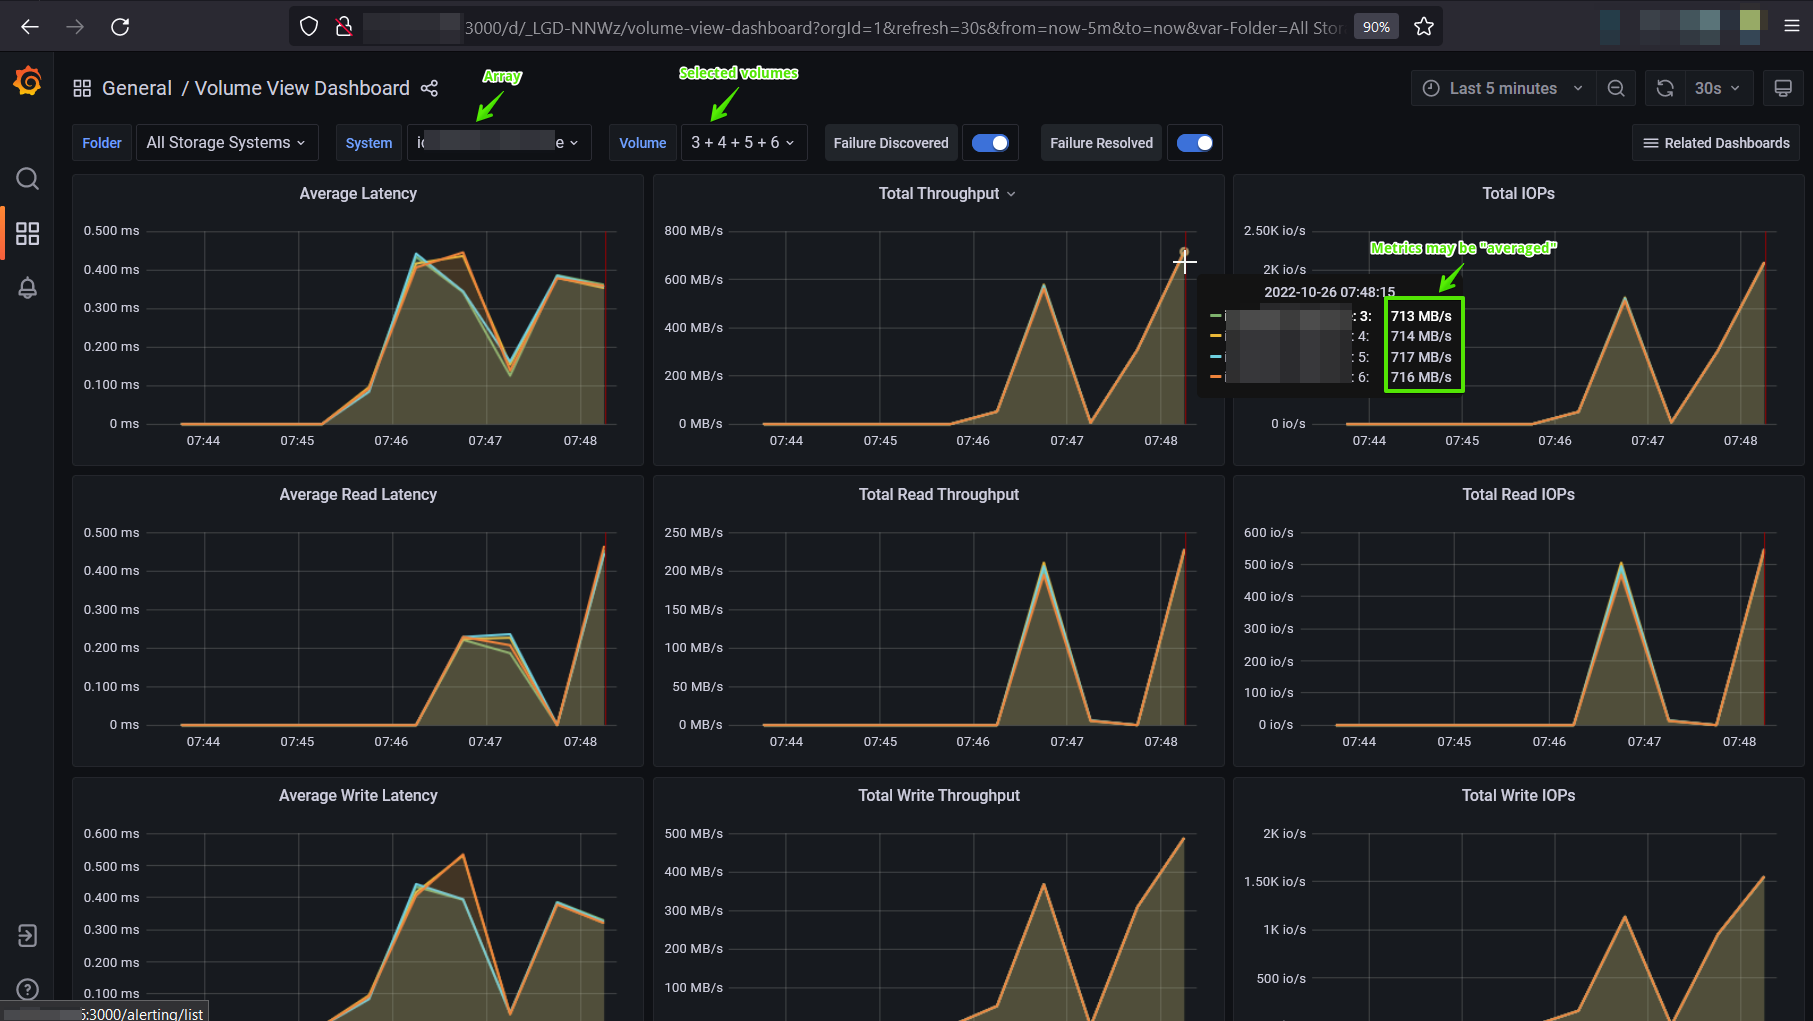 3000/d/_LGD-NNWz/volume-view-dashboard?orgId=1&refresh=30s&from=now-5m&to=now&var-Folder=All Stor
90%
Array
Selected volumes
General / Volume View Dashboard
Last 5 minutes
30s
Folder
All Storage Systems
System
e
Volume
3 + 4 + 5 + 6
Failure Discovered
Failure Resolved
Related Dashboards
Average Latency
0.500 ms
0.400 ms
0.300 ms
0.200 ms
0.100 ms
0 ms
07:44
07:45
07:46
07:47
07:48
Total Throughput
800 MB/s
600 MB/s
400 MB/s
200 MB/s
0 MB/s
07:44
07:45
07:46
07:47
07:48
Total IOPs
2.50K io/s
Metrics may be "averaged"
2K io/s
0 io/s
07:44
07:45
07:46
07:47
07:48
2022-10-26 07:48:15
: 3: 713 MB/s
: 4: 714 MB/s
: 5: 717 MB/s
: 6: 716 MB/s
Average Read Latency
0.500 ms
0.400 ms
0.300 ms
0.200 ms
0.100 ms
0 ms
07:44
07:45
07:46
07:47
07:48
Total Read Throughput
250 MB/s
200 MB/s
150 MB/s
100 MB/s
50 MB/s
0 MB/s
07:44
07:45
07:46
07:47
07:48
Total Read IOPs
600 io/s
500 io/s
400 io/s
300 io/s
200 io/s
100 io/s
0 io/s
07:44
07:45
07:46
07:47
07:48
Average Write Latency
0.600 ms
0.500 ms
0.400 ms
0.300 ms
0.200 ms
0.100 ms
Total Write Throughput
500 MB/s
400 MB/s
300 MB/s
200 MB/s
100 MB/s
Total Write IOPs
2K io/s
1.50K io/s
1K io/s
500 io/s
:3000/alerting/list